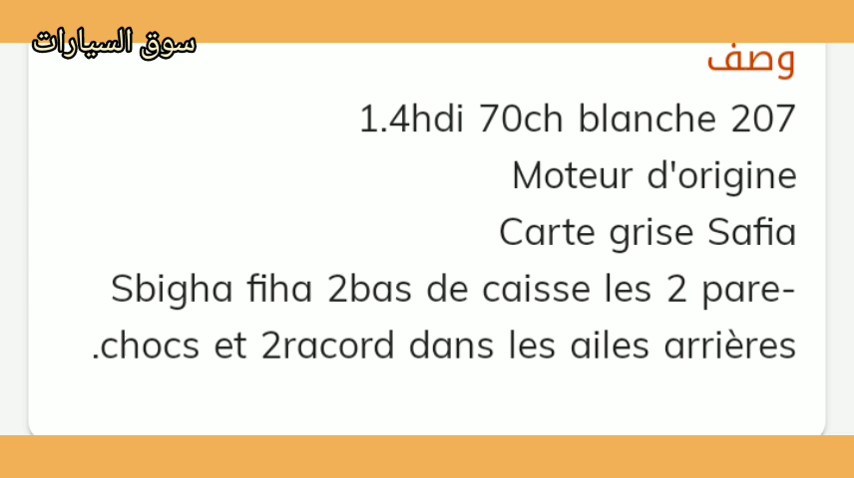 سوق السيارات
وصف
1.4hdi 70ch blanche 207
Moteur d'origine
Carte grise Safia
Sbigha fiha 2bas de caisse les 2 pare-
.chocs et 2racord dans les ailes arrières